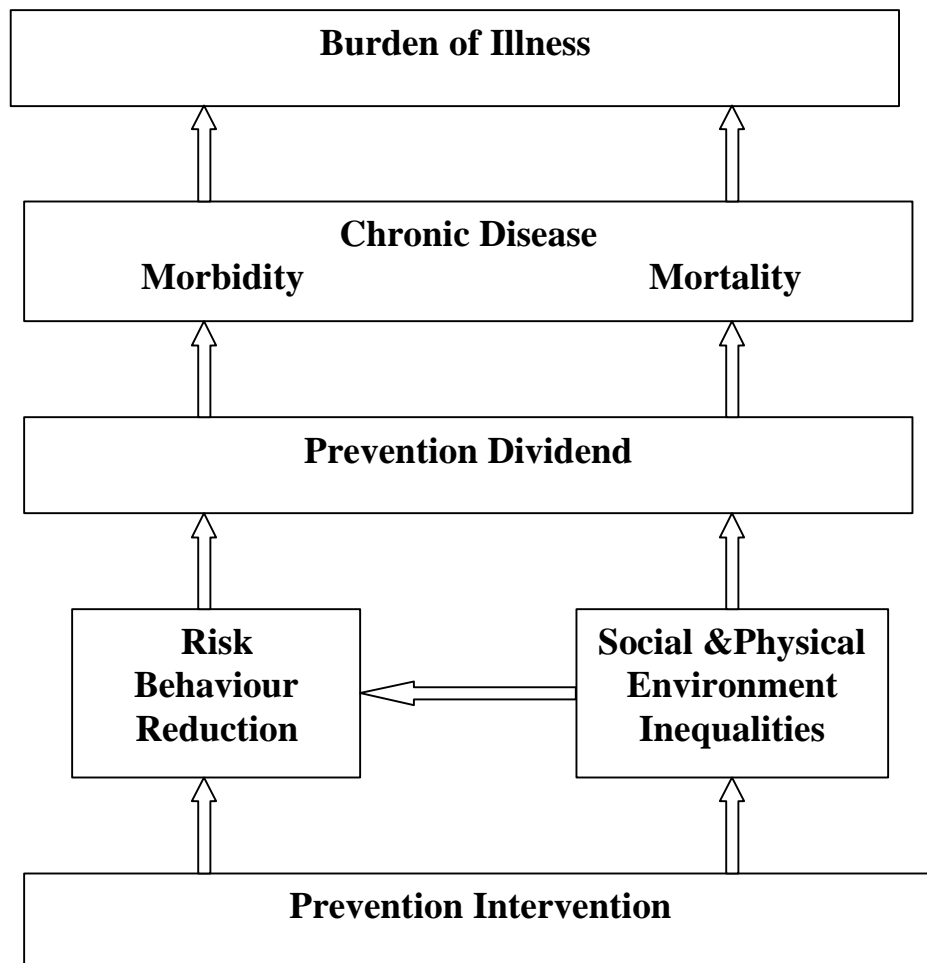 Burden of Illness
Chronic Disease
Morbidity Mortality
Prevention Dividend
Risk
Behaviour
Reduction
Social &Physical
Environment
Inequalities
Prevention Intervention